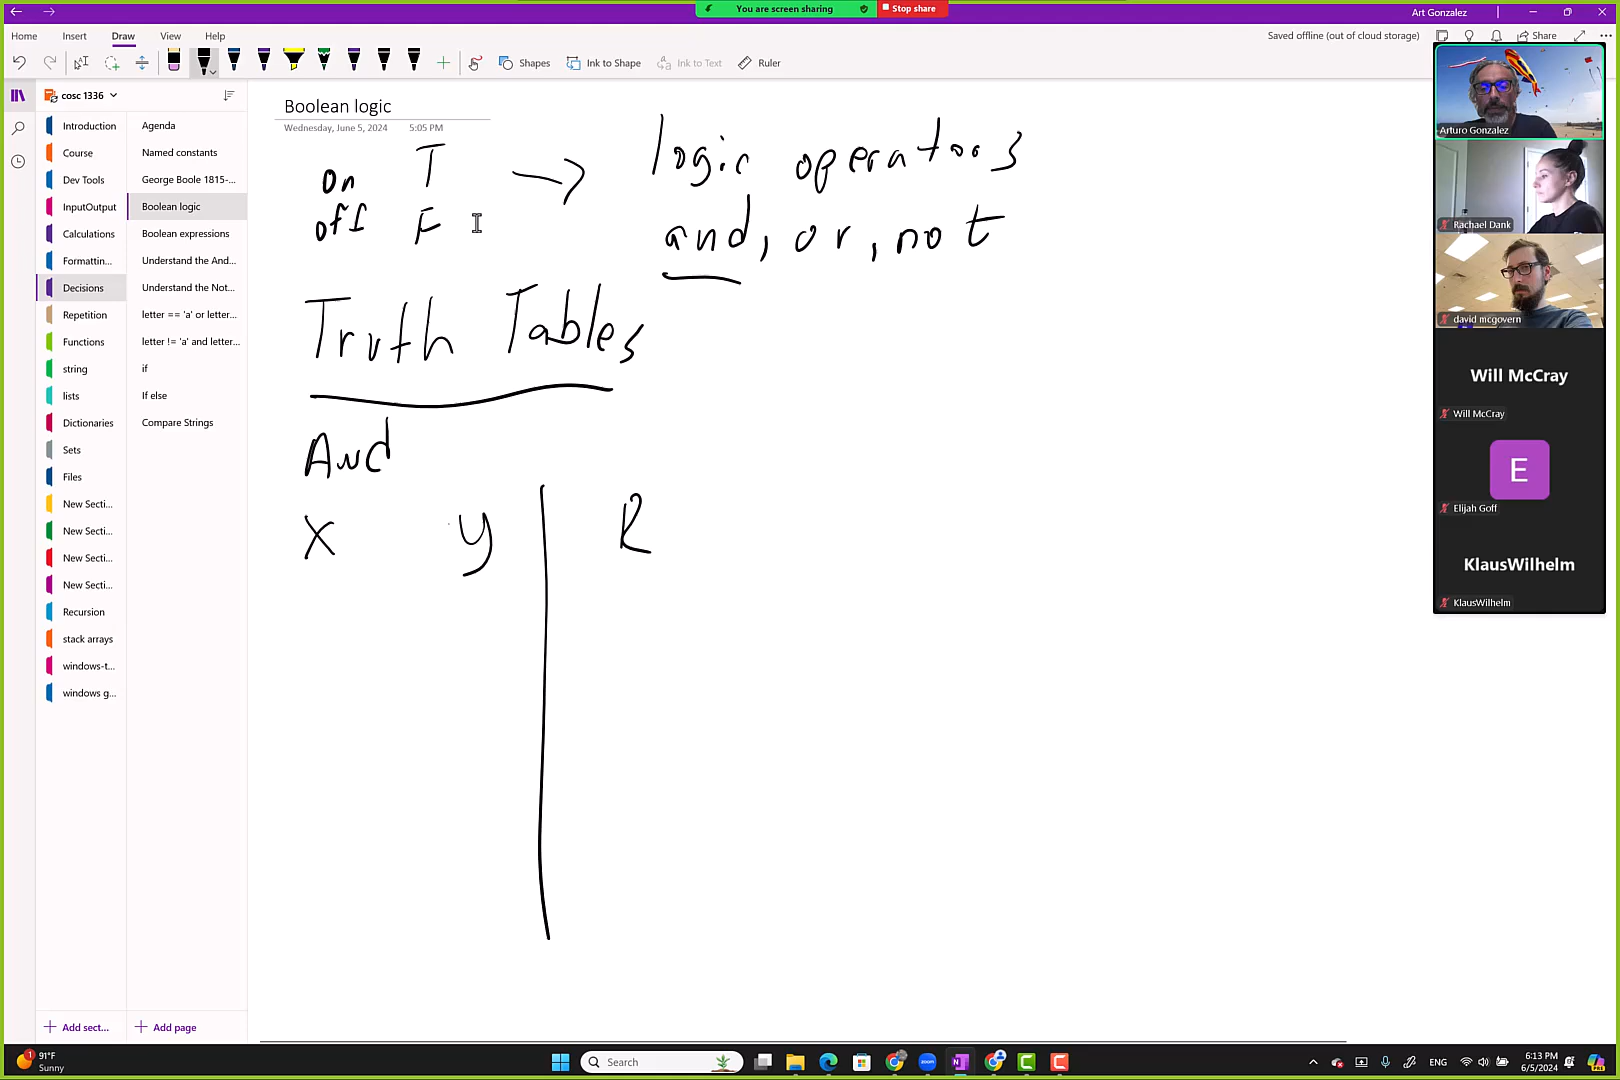 You are screen sharing
Stop share
Art Gonzalez
Home Insert Draw View Help
Saved offline (out of cloud storage)
Share
Shapes
Ink to Shape
Ink to Text
Ruler
cosc 1336
Introduction
Course
Dev Tools
InputOutput
Calculations
Formattin...
Decisions
Repetition
Functions
string
lists
Dictionaries
Sets
Files
New Secti...
New Secti...
New Secti...
New Secti...
Recursion
stack arrays
windows-t...
windows g...
Add sect...
Agenda
Named constants
George Boole 1815-...
Boolean logic
Boolean expressions
Understand the And...
Understand the Not...
letter == 'a' or letter...
letter != 'a' and letter...
if
If else
Compare Strings
Add page
Boolean logic
Wednesday, June 5, 2024 5:05 PM
on T → logic operators
off F and, or, not
Truth Tables
And
X y R
Arturo Gonzalez
Rachael Dank
david mcgovern
Will McCray
Will McCray
E
Elijah Goff
KlausWilhelm
KlausWilhelm
1
91°F
Sunny
Search
zoom
ENG
6:13 PM
6/5/2024